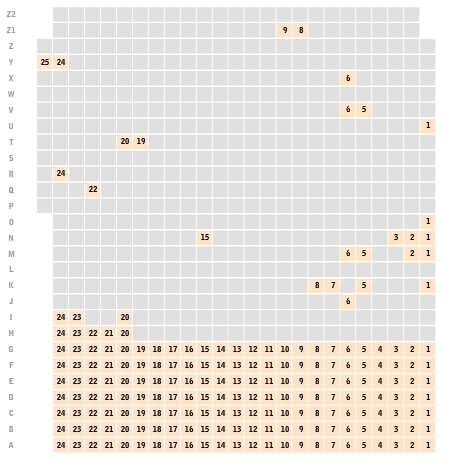 Z2
Z1 9 8
Z
Y 25 24
X 6
W
V 6 5
U 1
T 20 19
S
R 24
Q 22
P
O 1
N 15 3 2 1
M 6 5 2 1
L
K 8 7 5 1
J 6
I 24 23 20
H 24 23 22 21 20
G 24 23 22 21 20 19 18 17 16 15 14 13 12 11 10 9 8 7 6 5 4 3 2 1
F 24 23 22 21 20 19 18 17 16 15 14 13 12 11 10 9 8 7 6 5 4 3 2 1
E 24 23 22 21 20 19 18 17 16 15 14 13 12 11 10 9 8 7 6 5 4 3 2 1
D 24 23 22 21 20 19 18 17 16 15 14 13 12 11 10 9 8 7 6 5 4 3 2 1
C 24 23 22 21 20 19 18 17 16 15 14 13 12 11 10 9 8 7 6 5 4 3 2 1
B 24 23 22 21 20 19 18 17 16 15 14 13 12 11 10 9 8 7 6 5 4 3 2 1
A 24 23 22 21 20 19 18 17 16 15 14 13 12 11 10 9 8 7 6 5 4 3 2 1